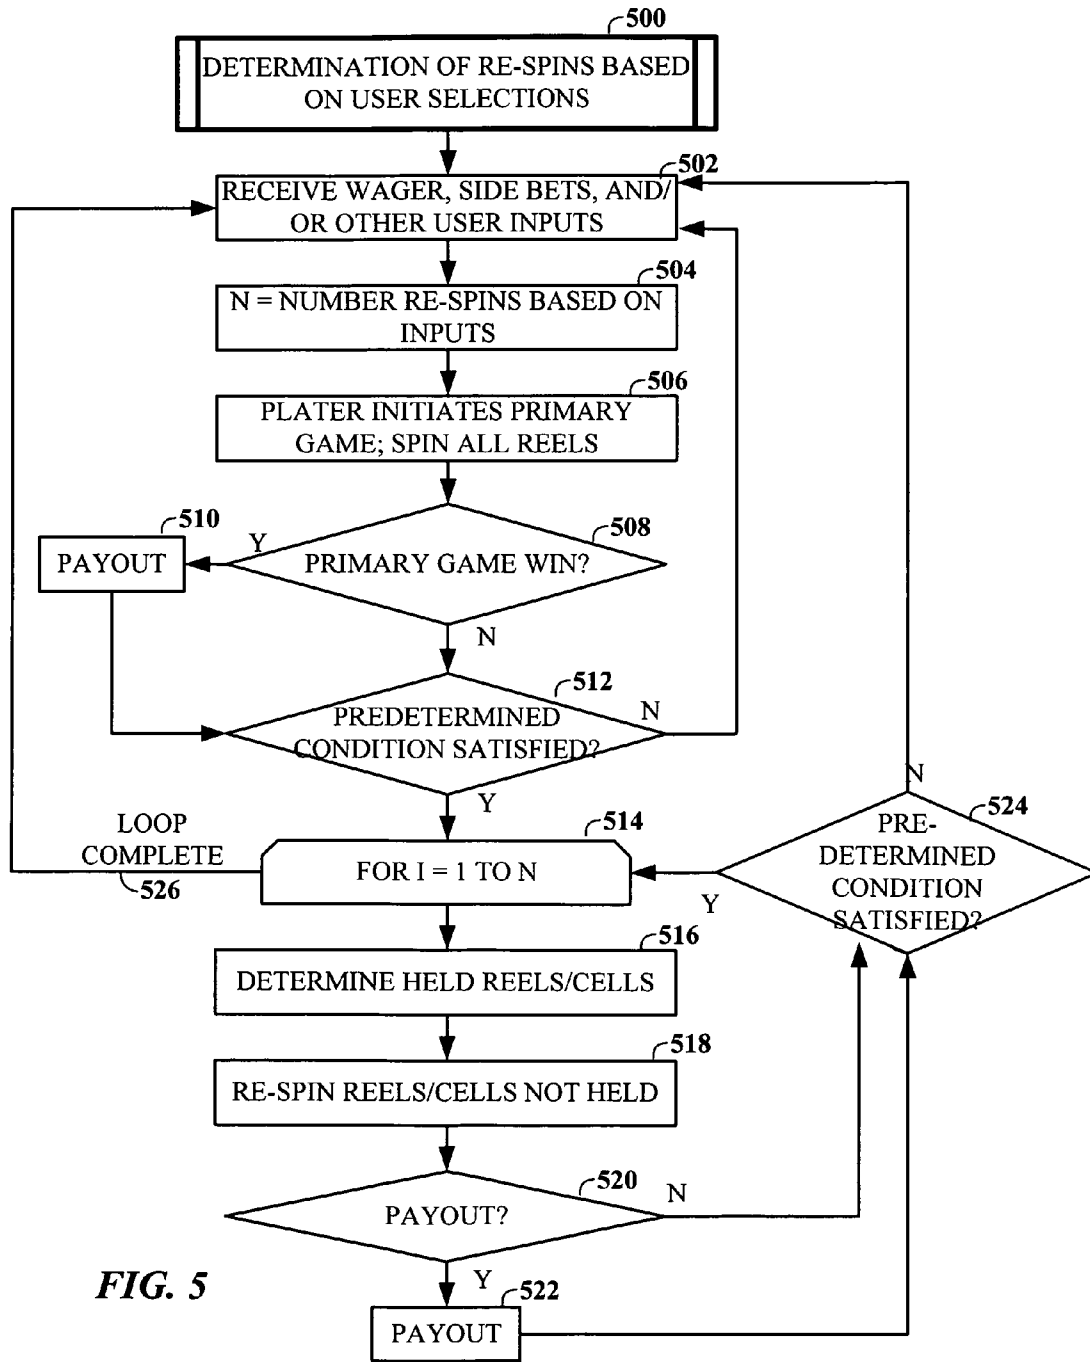 500
DETERMINATION OF RE-SPINS BASED
ON USER SELECTIONS
502
RECEIVE WAGER, SIDE BETS, AND/
OR OTHER USER INPUTS
504
N = NUMBER RE-SPINS BASED ON
INPUTS
506
PLATER INITIATES PRIMARY
GAME; SPIN ALL REELS
510
PAYOUT
Y
508
PRIMARY GAME WIN?
N
512
PREDETERMINED
CONDITION SATISFIED?
N
Y
LOOP
COMPLETE
526
514
FOR I = 1 TO N
N
524
PRE-
DETERMINED
CONDITION
SATISFIED?
Y
516
DETERMINE HELD REELS/CELLS
518
RE-SPIN REELS/CELLS NOT HELD
520
PAYOUT?
N
Y
522
PAYOUT
FIG. 5